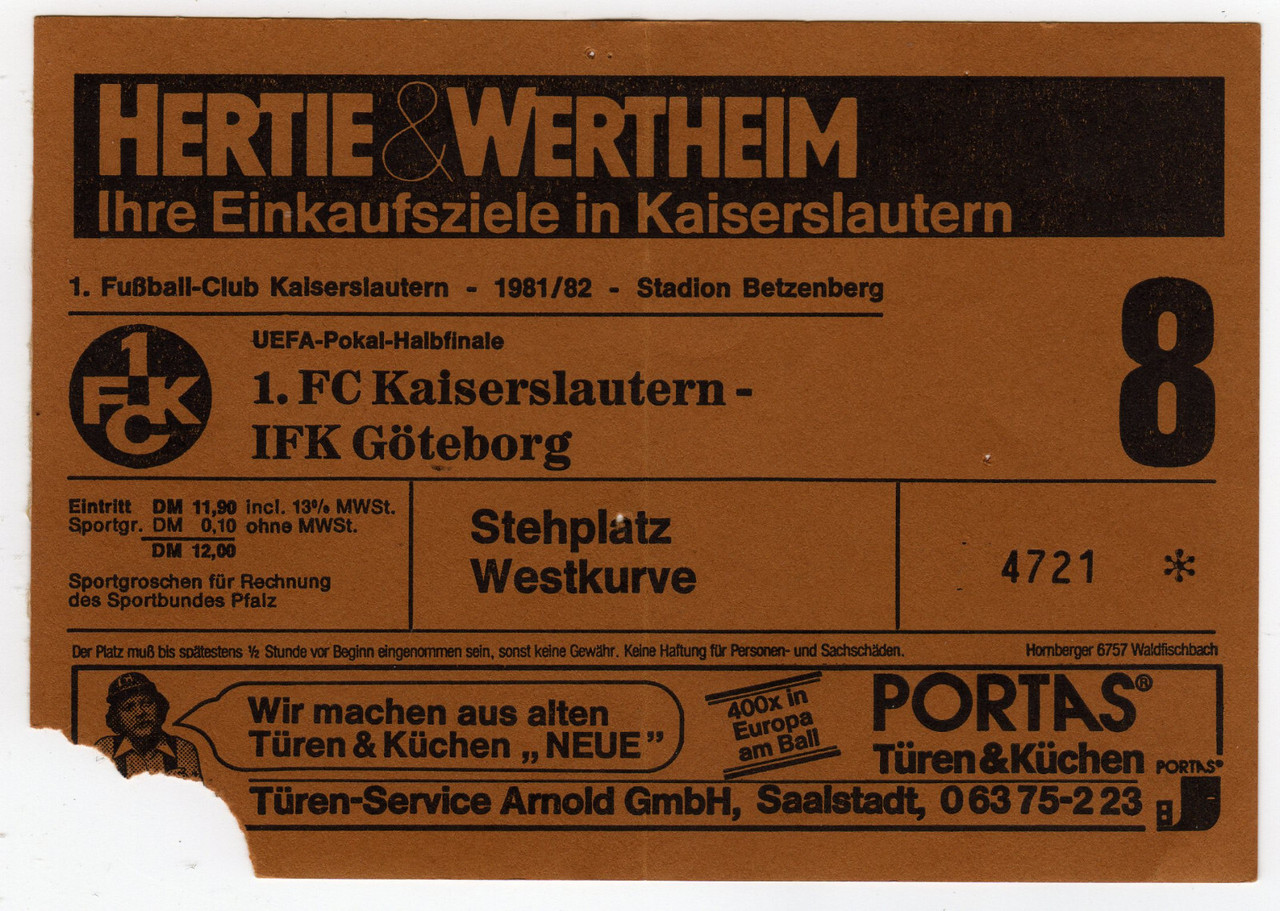 HERTIE & WERTHEIM
Ihre Einkaufsziele in Kaiserslautern
1. Fußball-Club Kaiserslautern - 1981/82 - Stadion Betzenberg
8
1
FCK
UEFA-Pokal-Halbfinale
1. FC Kaiserslautern -
IFK Göteborg
Eintritt DM 11,90 incl. 13% MWSt.
Sportgr. DM 0,10 ohne MWSt.
DM 12,00
Sportgroschen für Rechnung
des Sportbundes Pfalz
Stehplatz
Westkurve
4721 *
Der Platz muß bis spätestens ½ Stunde vor Beginn eingenommen sein, sonst keine Gewähr. Keine Haftung für Personen- und Sachschäden.
Hornberger 6757 Waldfischbach
Wir machen aus alten
Türen & Küchen „NEUE”
400x in
Europa
am Ball
PORTAS®
Türen & Küchen
PORTAS®
Türen-Service Arnold GmbH, Saalstadt, 0 63 75-2 23